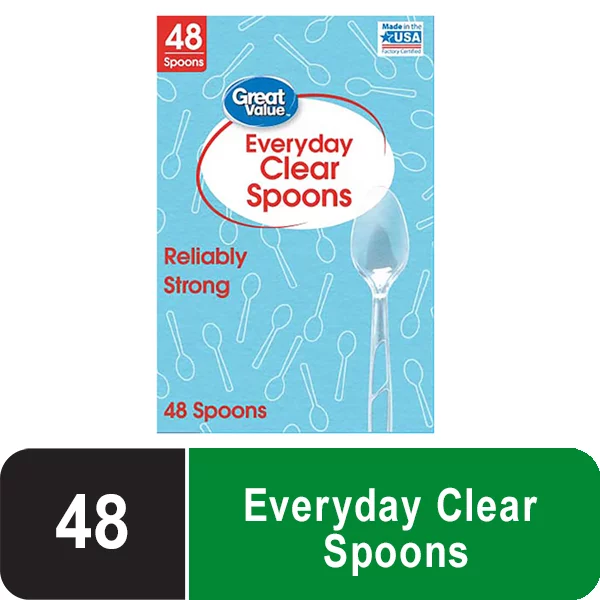 48
Spoons
Made in the
USA
Factory Certified
Great
Value™
Everyday
Clear
Spoons
Reliably
Strong
48 Spoons
48
Everyday Clear
Spoons